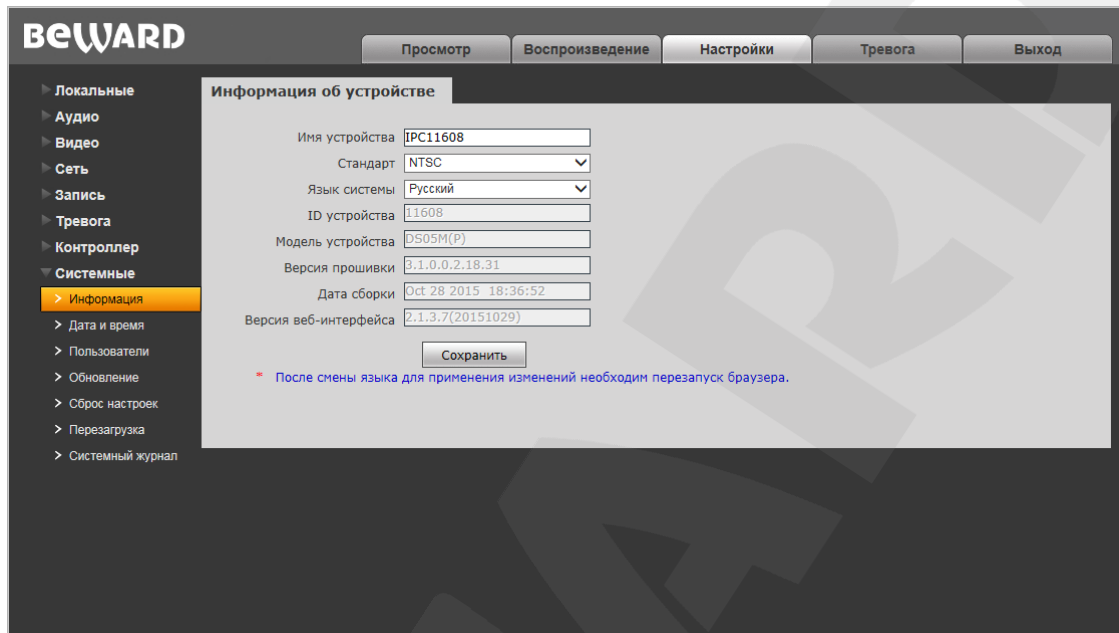 BEWARD
Просмотр Воспроизведение Настройки Тревога Выход
Локальные
Аудио
Видео
Сеть
Запись
Тревога
Контроллер
Системные
Информация
Дата и время
Пользователи
Обновление
Сброс настроек
Перезагрузка
Системный журнал
Информация об устройстве
Имя устройства IPC11608
Стандарт NTSC
Язык системы Русский
ID устройства 11608
Модель устройства DS05M(P)
Версия прошивки 3.1.0.0.2.18.31
Дата сборки Oct 28 2015 18:36:52
Версия веб-интерфейса 2.1.3.7(20151029)
Сохранить
* После смены языка для применения изменений необходим перезапуск браузера.